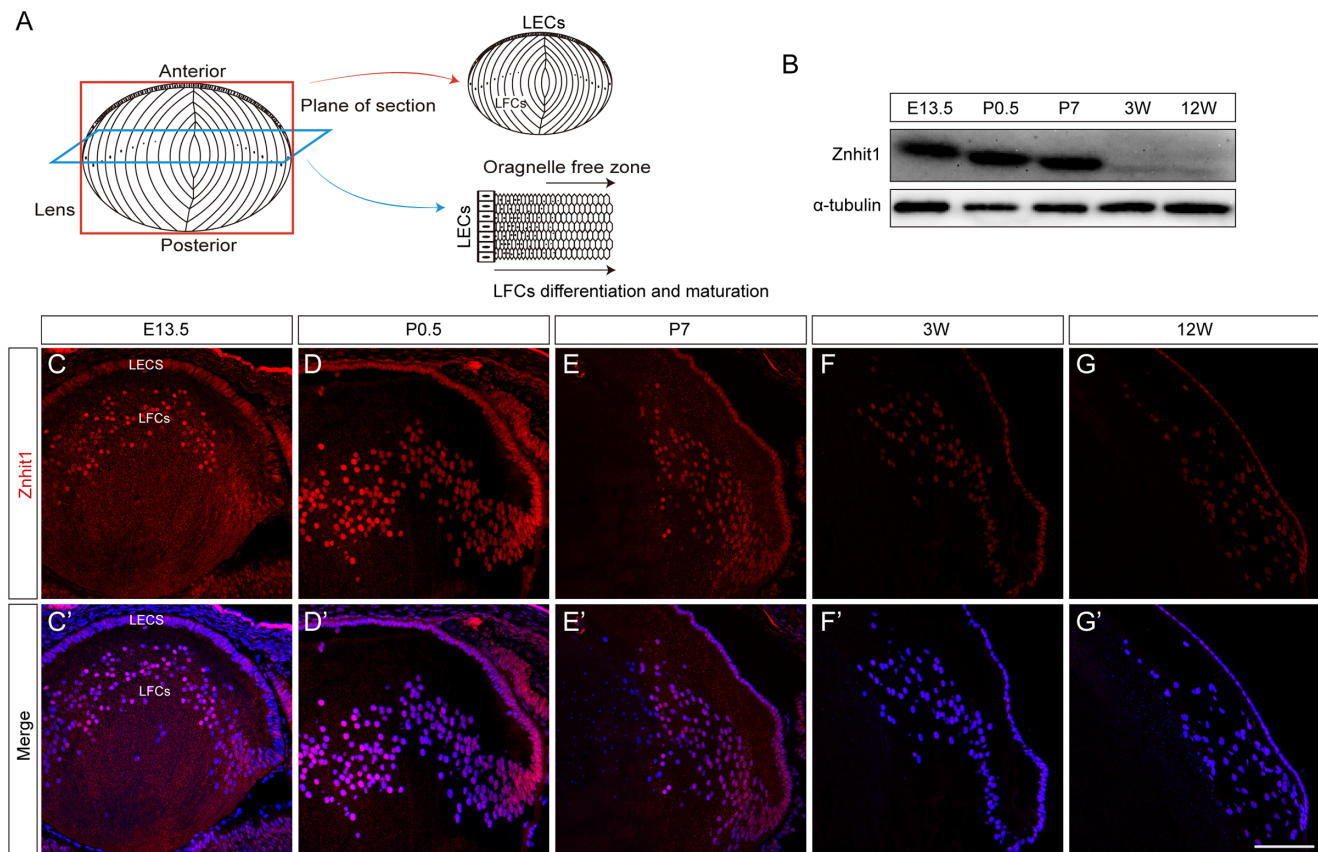 A
Anterior
Lens
Posterior
Plane of section
LECs
LFCs
Oragnelle free zone
LECs
LFCs differentiation and maturation
B
E13.5 P0.5 P7 3W 12W
Znhit1
α-tubulin
E13.5 P0.5 P7 3W 12W
Znhit1
C D E F G
LECS
LFCs
Merge
C’ D’ E’ F’ G’
LECS
LFCs